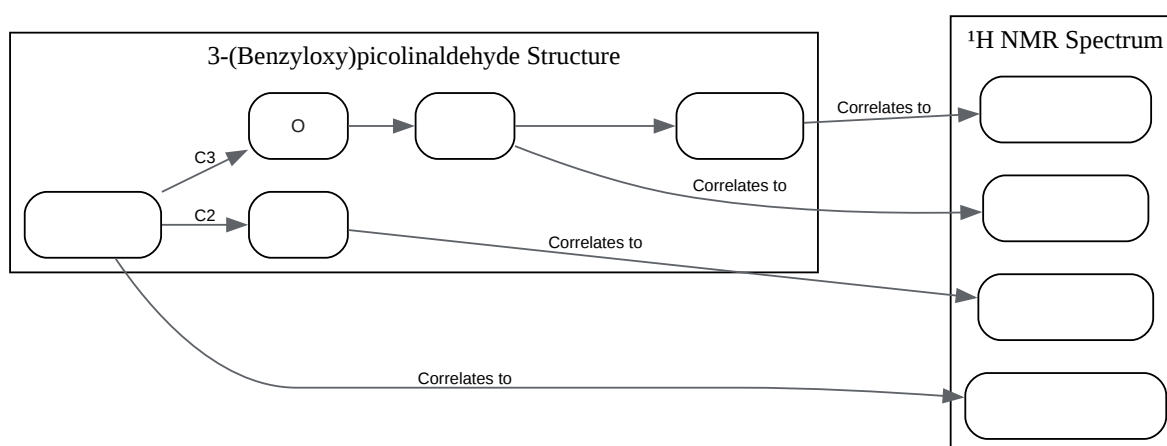 ¹H NMR Spectrum
3-(Benzyloxy)picolinaldehyde Structure
Correlates to
O
C3
Correlates to
C2
Correlates to
Correlates to